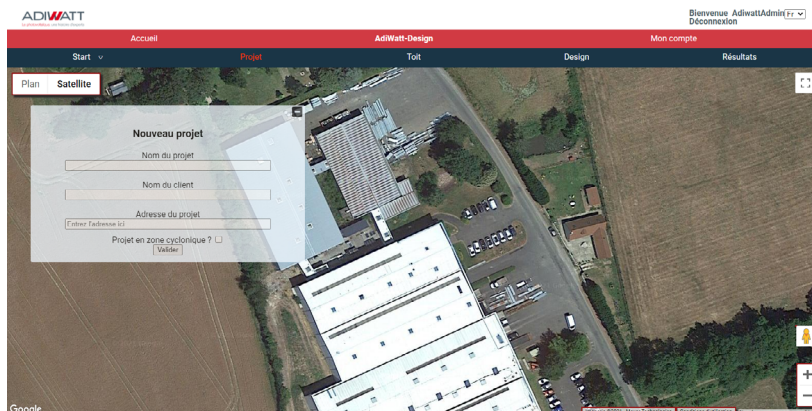 ADIWATT
Bienvenue AdiwattAdmin Fr
Déconnexion
Accueil
AdiWatt-Design
Mon compte
Start
Projet
Toit
Design
Résultats
Plan
Satellite
Nouveau projet
Nom du projet
Nom du client
Adresse du projet
Entrez l'adresse ici
Projet en zone cyclonique ?
Valider
Google